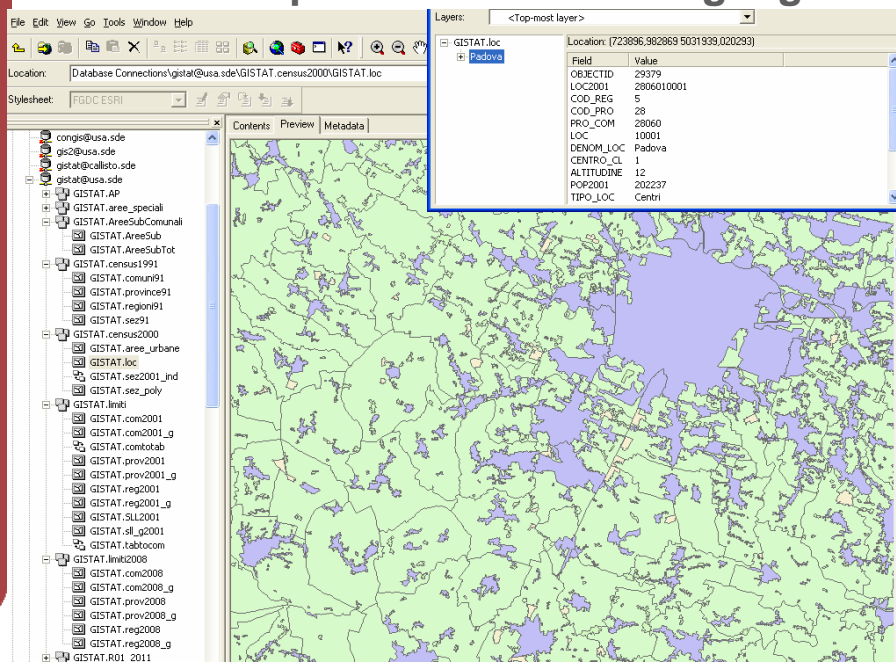 File Edit View Go Tools Window Help
Location: Database Connections\gistat@usa.sde\GISTAT.census2000\GISTAT.loc
Stylesheet: FGDC ESRI
congis@usa.sde
gis2@usa.sde
gistat@callisto.sde
gistat@usa.sde
GISTAT.AP
GISTAT.aree_speciali
GISTAT.AreeSubComunali
GISTAT.AreeSub
GISTAT.AreeSubTot
GISTAT.census1991
GISTAT.comuni91
GISTAT.province91
GISTAT.regioni91
GISTAT.sez91
GISTAT.census2000
GISTAT.aree_urbane
GISTAT.loc
GISTAT.sez2001_ind
GISTAT.sez_poly
GISTAT.limiti
GISTAT.com2001
GISTAT.com2001_g
GISTAT.comtotab
GISTAT.prov2001
GISTAT.prov2001_g
GISTAT.reg2001
GISTAT.reg2001_g
GISTAT.SLL2001
GISTAT.sll_g2001
GISTAT.tabtocom
GISTAT.limiti2008
GISTAT.com2008
GISTAT.com2008_g
GISTAT.prov2008
GISTAT.prov2008_g
GISTAT.reg2008
GISTAT.reg2008_g
GISTAT.R01_2011
Contents Preview Metadata
Layers: <Top-most layer>
GISTAT.loc
Padova
Location: (723896,982869 5031939,020293)
Field Value
OBJECTID 29379
LOC2001 2806010001
COD_REG 5
COD_PRO 28
PRO_COM 28060
LOC 10001
DENOM_LOC Padova
CENTRO_CL 1
ALTITUDINE 12
POP2001 202237
TIPO_LOC Centri